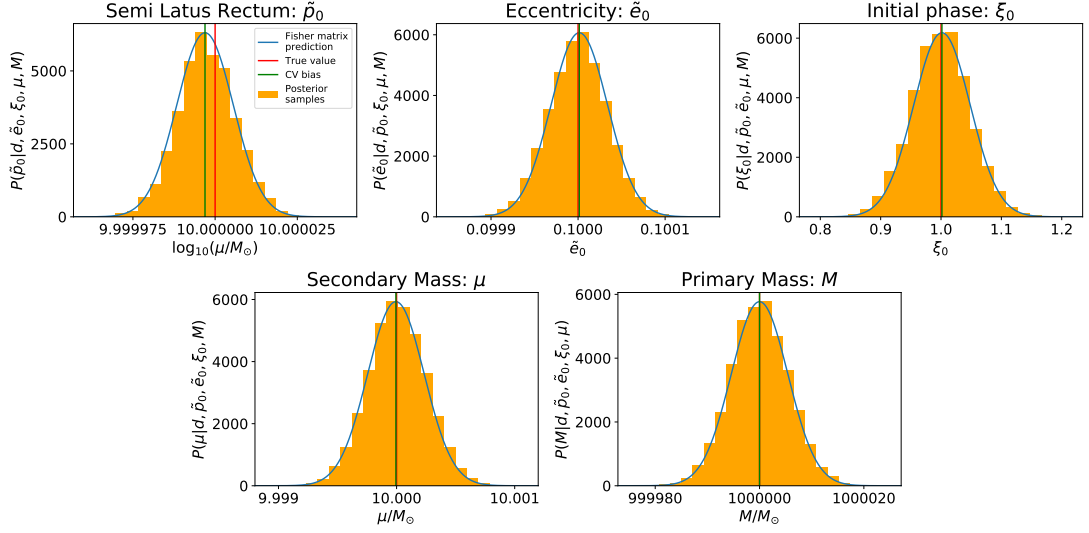 Semi Latus Rectum: p̃₀
P(p̃₀|d, ẽ₀, ξ₀, μ, M)
5000
2500
0
9.9999975
10.000000
10.000025
log₁₀(μ/M⊙)
Fisher matrix
prediction
True value
CV bias
Posterior
samples
Eccentricity: ẽ₀
P(ẽ₀|d, p̃₀, ξ₀, μ, M)
6000
4000
2000
0
0.0999
0.1000
0.1001
ẽ₀
Initial phase: ξ₀
P(ξ₀|d, p̃₀, ẽ₀, μ, M)
6000
4000
2000
0
0.8
0.9
1.0
1.1
1.2
ξ₀
Secondary Mass: μ
P(μ|d, p̃₀, ẽ₀, ξ₀, M)
6000
4000
2000
0
9.999
10.000
10.001
μ/M⊙
Primary Mass: M
P(M|d, p̃₀, ẽ₀, ξ₀, μ)
6000
4000
2000
0
999980
1000000
1000020
M/M⊙